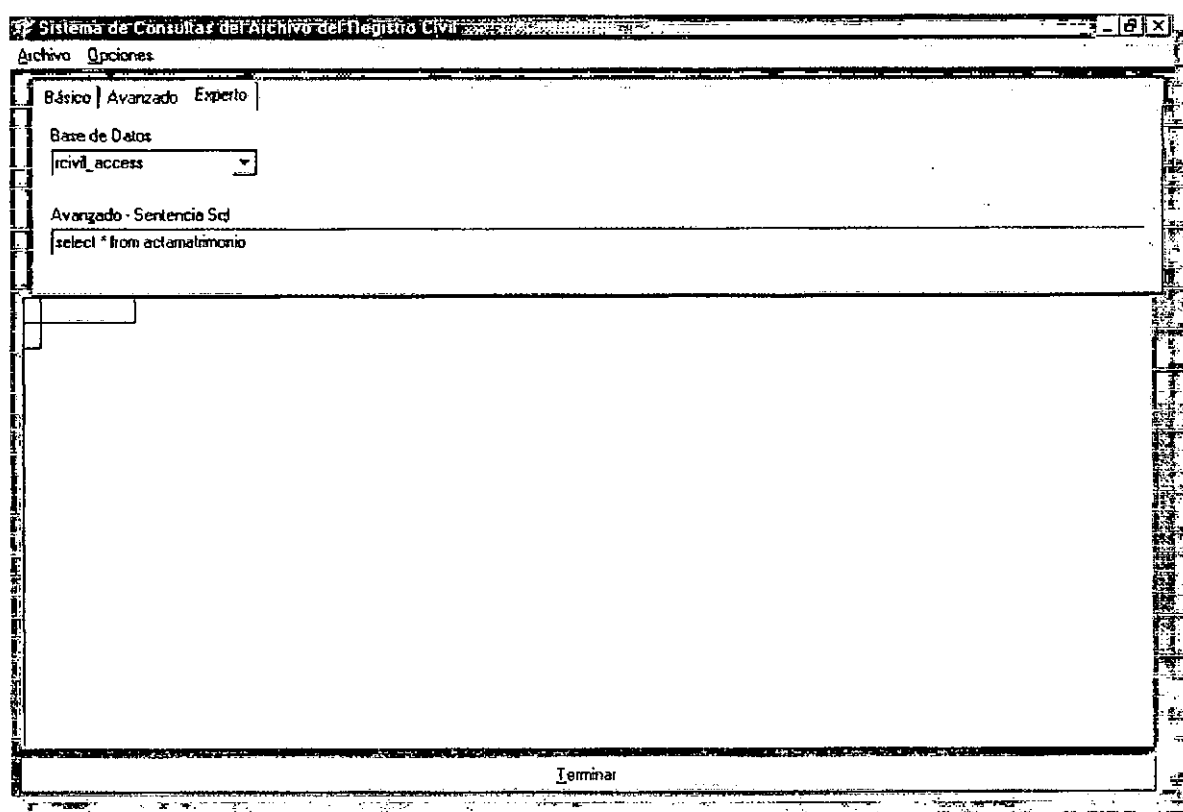 Sistema de Consultas del Archivo del Registro Civil
Archivo Opciones
Básico Avanzado Experto
Base de Datos
rcivil_access
Avanzado - Sentencia Sql
select * from actamatrimonio
Terminar